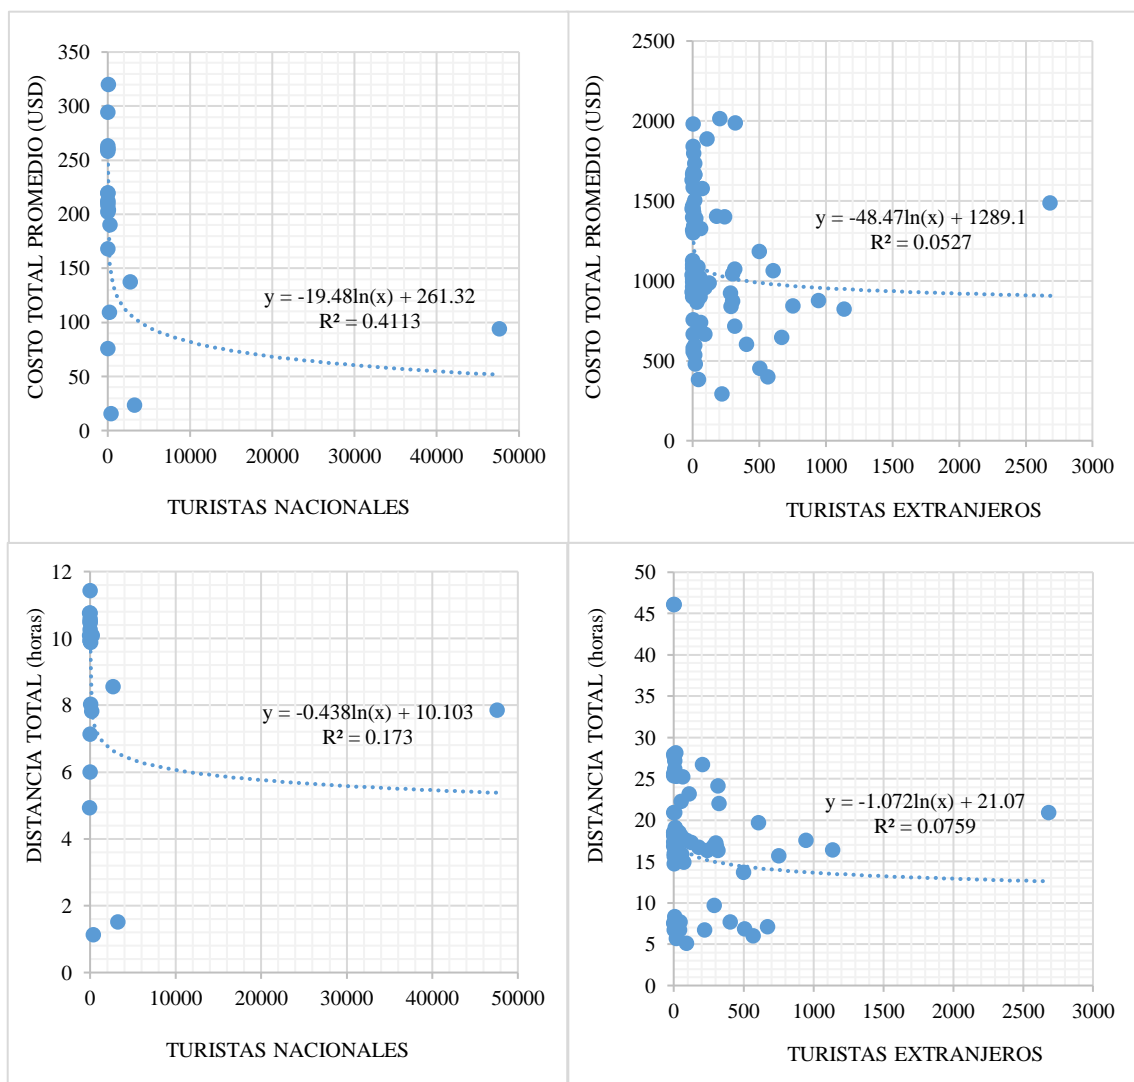 COSTO TOTAL PROMEDIO (USD)
350
300
250
200
150
100
50
0
y = -19.48ln(x) + 261.32
R² = 0.4113
0 10000 20000 30000 40000 50000
TURISTAS NACIONALES
COSTO TOTAL PROMEDIO (USD)
2500
2000
1500
1000
500
0
y = -48.47ln(x) + 1289.1
R² = 0.0527
0 500 1000 1500 2000 2500 3000
TURISTAS EXTRANJEROS
DISTANCIA TOTAL (horas)
12
10
8
6
4
2
0
y = -0.438ln(x) + 10.103
R² = 0.173
0 10000 20000 30000 40000 50000
TURISTAS NACIONALES
DISTANCIA TOTAL (horas)
50
45
40
35
30
25
20
15
10
5
0
y = -1.072ln(x) + 21.07
R² = 0.0759
0 500 1000 1500 2000 2500 3000
TURISTAS EXTRANJEROS